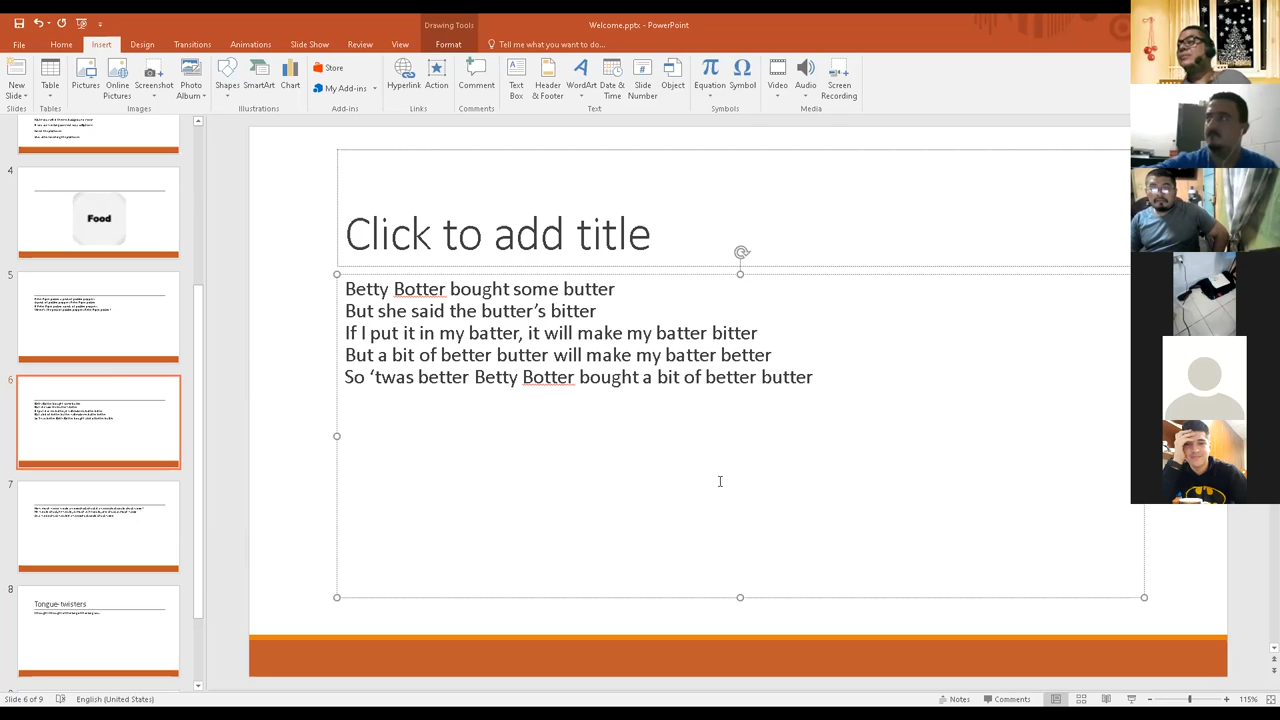 Drawing Tools
Welcome.pptx - PowerPoint
File Home Insert Design Transitions Animations Slide Show Review View Format Tell me what you want to do...
New Slide Table Pictures Online Pictures Screenshot Photo Album Shapes SmartArt Chart Store My Add-ins Hyperlink Action Comment Text Box Header & Footer WordArt Date & Time Slide Number Object Equation Symbol Video Audio Screen Recording
Slides Tables Images Illustrations Add-ins Links Comments Text Symbols Media
4
Food
5
6
7
8
Tongue-twisters
Click to add title
Betty Botter bought some butter
But she said the butter’s bitter
If I put it in my batter, it will make my batter bitter
But a bit of better butter will make my batter better
So ‘twas better Betty Botter bought a bit of better butter
Slide 6 of 9 English (United States) Notes Comments 115%